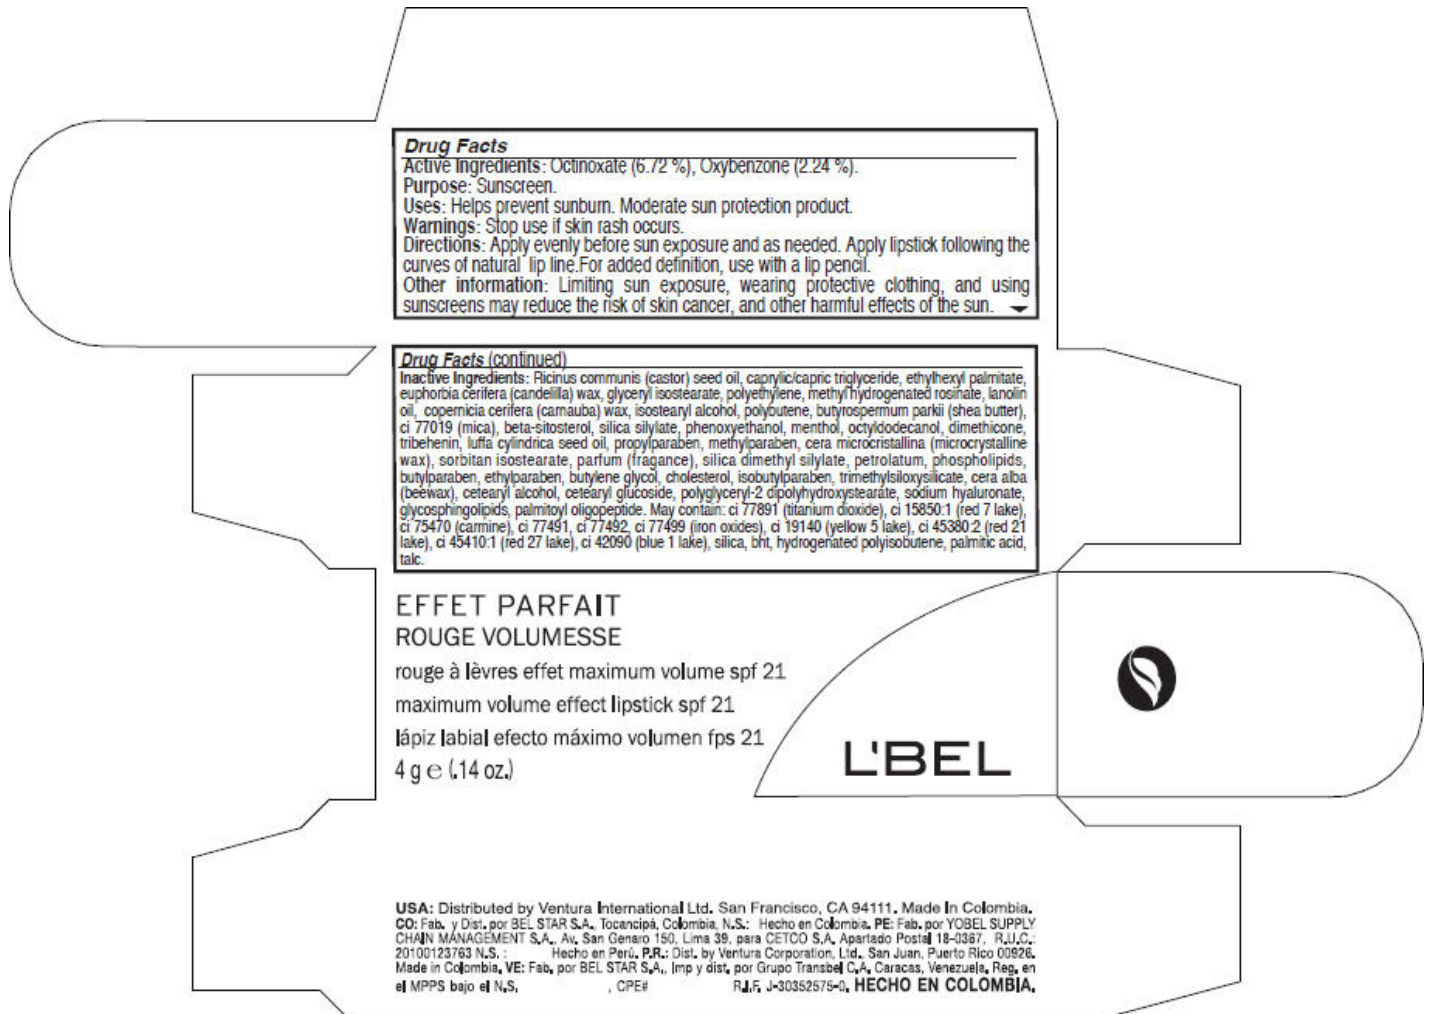 Drug Facts
Active Ingredients: Octinoxate (6.72 %), Oxybenzone (2.24 %).
Purpose: Sunscreen.
Uses: Helps prevent sunburn. Moderate sun protection product.
Warnings: Stop use if skin rash occurs.
Directions: Apply evenly before sun exposure and as needed. Apply lipstick following the
curves of natural lip line.For added definition, use with a lip pencil.
Other information: Limiting sun exposure, wearing protective clothing, and using
sunscreens may reduce the risk of skin cancer, and other harmful effects of the sun.
Drug Facts (continued)
Inactive Ingredients: Ricinus communis (castor) seed oil, caprylic/capric triglyceride, ethylhexyl palmitate,
euphorbia cerifera (candelilla) wax, glyceryl isostearate, polyethylene, methyl hydrogenated rosinate, lanolin
oil, copernicia cerifera (carnauba) wax, isostearyl alcohol, polybutene, butyrospermum parkii (shea butter),
ci 77019 (mica), beta-sitosterol, silica silylate, phenoxyethanol, menthol, octyldodecanol, dimethicone,
tribehenin, luffa cylindrica seed oil, propylparaben, methylparaben, cera microcristallina (microcrystalline
wax), sorbitan isostearate, parfum (fragance), silica dimethyl silylate, petrolatum, phospholipids,
butylparaben, ethylparaben, butylene glycol, cholesterol, isobutylparaben, trimethylsiloxysilicate, cera alba
(beewax), cetearyl alcohol, cetearyl glucoside, polyglyceryl-2 dipolyhydroxystearate, sodium hyaluronate,
glycosphingolipids, palmitoyl oligopeptide. May contain: ci 77891 (titanium dioxide), ci 15850:1 (red 7 lake),
ci 75470 (carmine), ci 77491, ci 77492, ci 77499 (iron oxides), ci 19140 (yellow 5 lake), ci 45380:2 (red 21
lake), ci 45410:1 (red 27 lake), ci 42090 (blue 1 lake), silica, bht, hydrogenated polyisobutene, palmitic acid,
talc.
EFFET PARFAIT
ROUGE VOLUMESSE
rouge à lèvres effet maximum volume spf 21
maximum volume effect lipstick spf 21
lápiz labial efecto máximo volumen fps 21
4 g e (.14 oz.)
L'BEL
USA: Distributed by Ventura International Ltd. San Francisco, CA 94111. Made In Colombia.
CO: Fab. y Dist. por BEL STAR S.A., Tocancipá, Colombia, N.S.: Hecho en Colombia. PE: Fab. por YOBEL SUPPLY
CHAIN MANAGEMENT S.A., Av. San Genaro 150, Lima 39, para CETCO S.A. Apartado Postal 18-0367, R.U.C.:
20100123763 N.S. : Hecho en Perú. P.R.: Dist. by Ventura Corporation, Ltd., San Juan, Puerto Rico 00926.
Made in Colombia. VE: Fab. por BEL STAR S.A., Imp y dist. por Grupo Transbel C.A. Caracas, Venezuela, Reg. en
el MPPS bajo el N.S. , CPE# R.I.F. J-30352575-0. HECHO EN COLOMBIA.